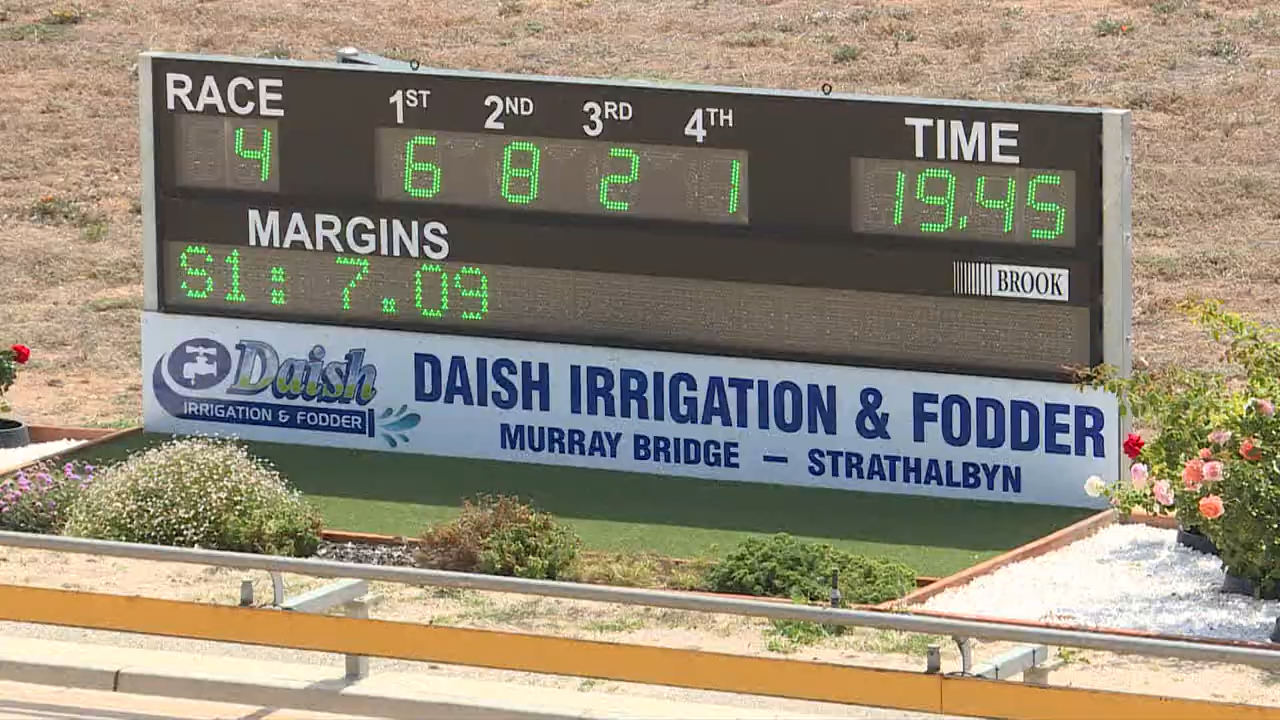 RACE 1ST 2ND 3RD 4TH TIME
4 6 8 2 1 19.45
MARGINS
S1: 7.09
BROOK
Daish
IRRIGATION & FODDER
DAISH IRRIGATION & FODDER
MURRAY BRIDGE – STRATHALBYN